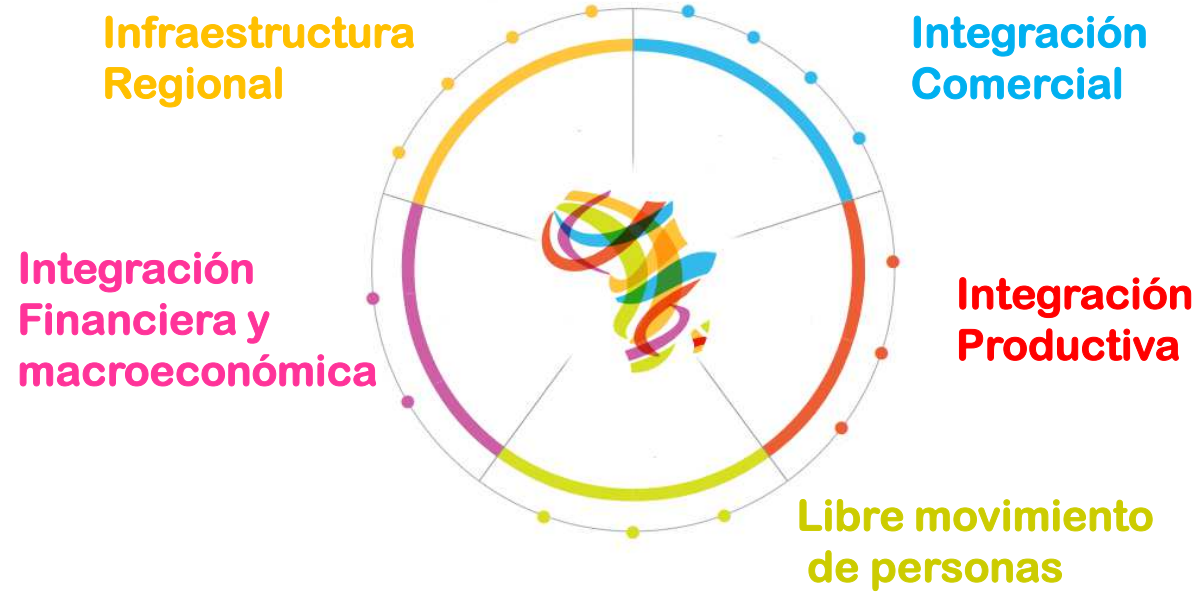 Infraestructura
Regional
Integración
Comercial
Integración
Financiera y
macroeconómica
Integración
Productiva
Libre movimiento
de personas